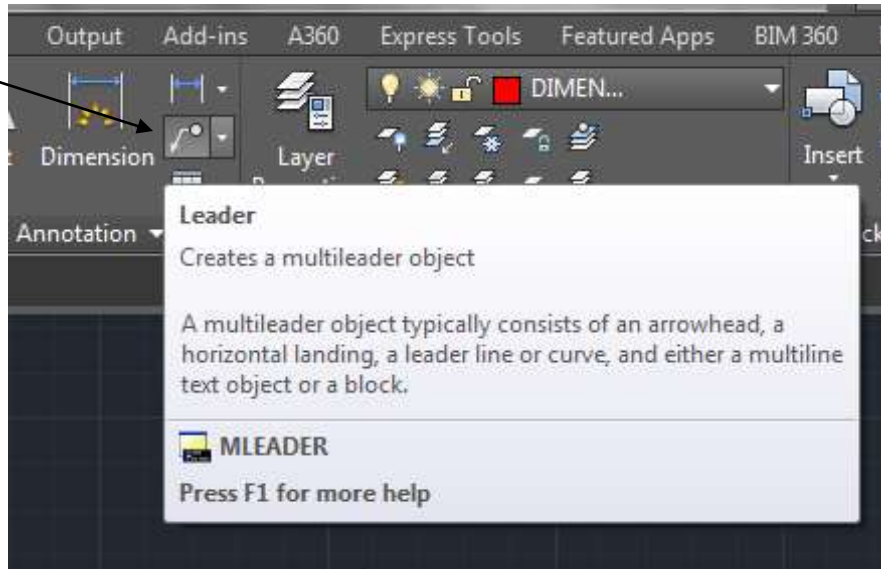 Output Add-ins A360 Express Tools Featured Apps BIM 360
DIMEN...
Dimension Layer Insert
Annotation
Leader
Creates a multileader object
A multileader object typically consists of an arrowhead, a
horizontal landing, a leader line or curve, and either a multiline
text object or a block.
MLEADER
Press F1 for more help